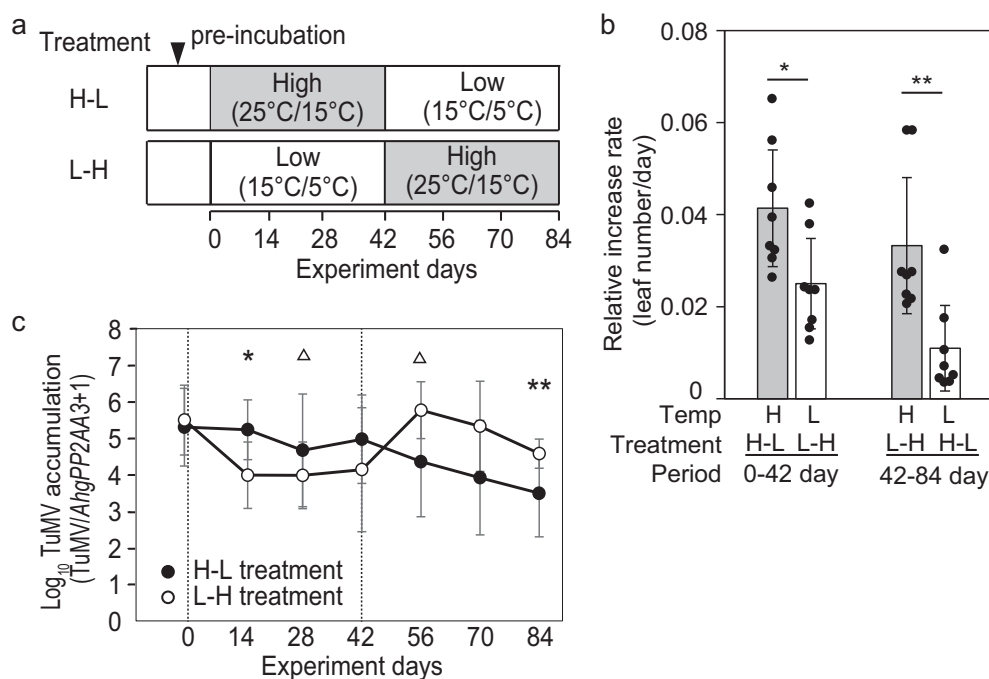 a
Treatment
pre-incubation
H-L
High
(25°C/15°C)
Low
(15°C/5°C)
L-H
Low
(15°C/5°C)
High
(25°C/15°C)
0 14 28 42 56 70 84
Experiment days
b
Relative increase rate
(leaf number/day)
0.08
0.06
0.04
0.02
0
*
**
Temp H L H L
Treatment H-L L-H L-H H-L
Period 0-42 day 42-84 day
c
Log10 TuMV accumulation
(TuMV/AhgPP2AA3+1)
8
7
6
5
4
3
2
1
0
* △ △ **
H-L treatment
L-H treatment
0 14 28 42 56 70 84
Experiment days